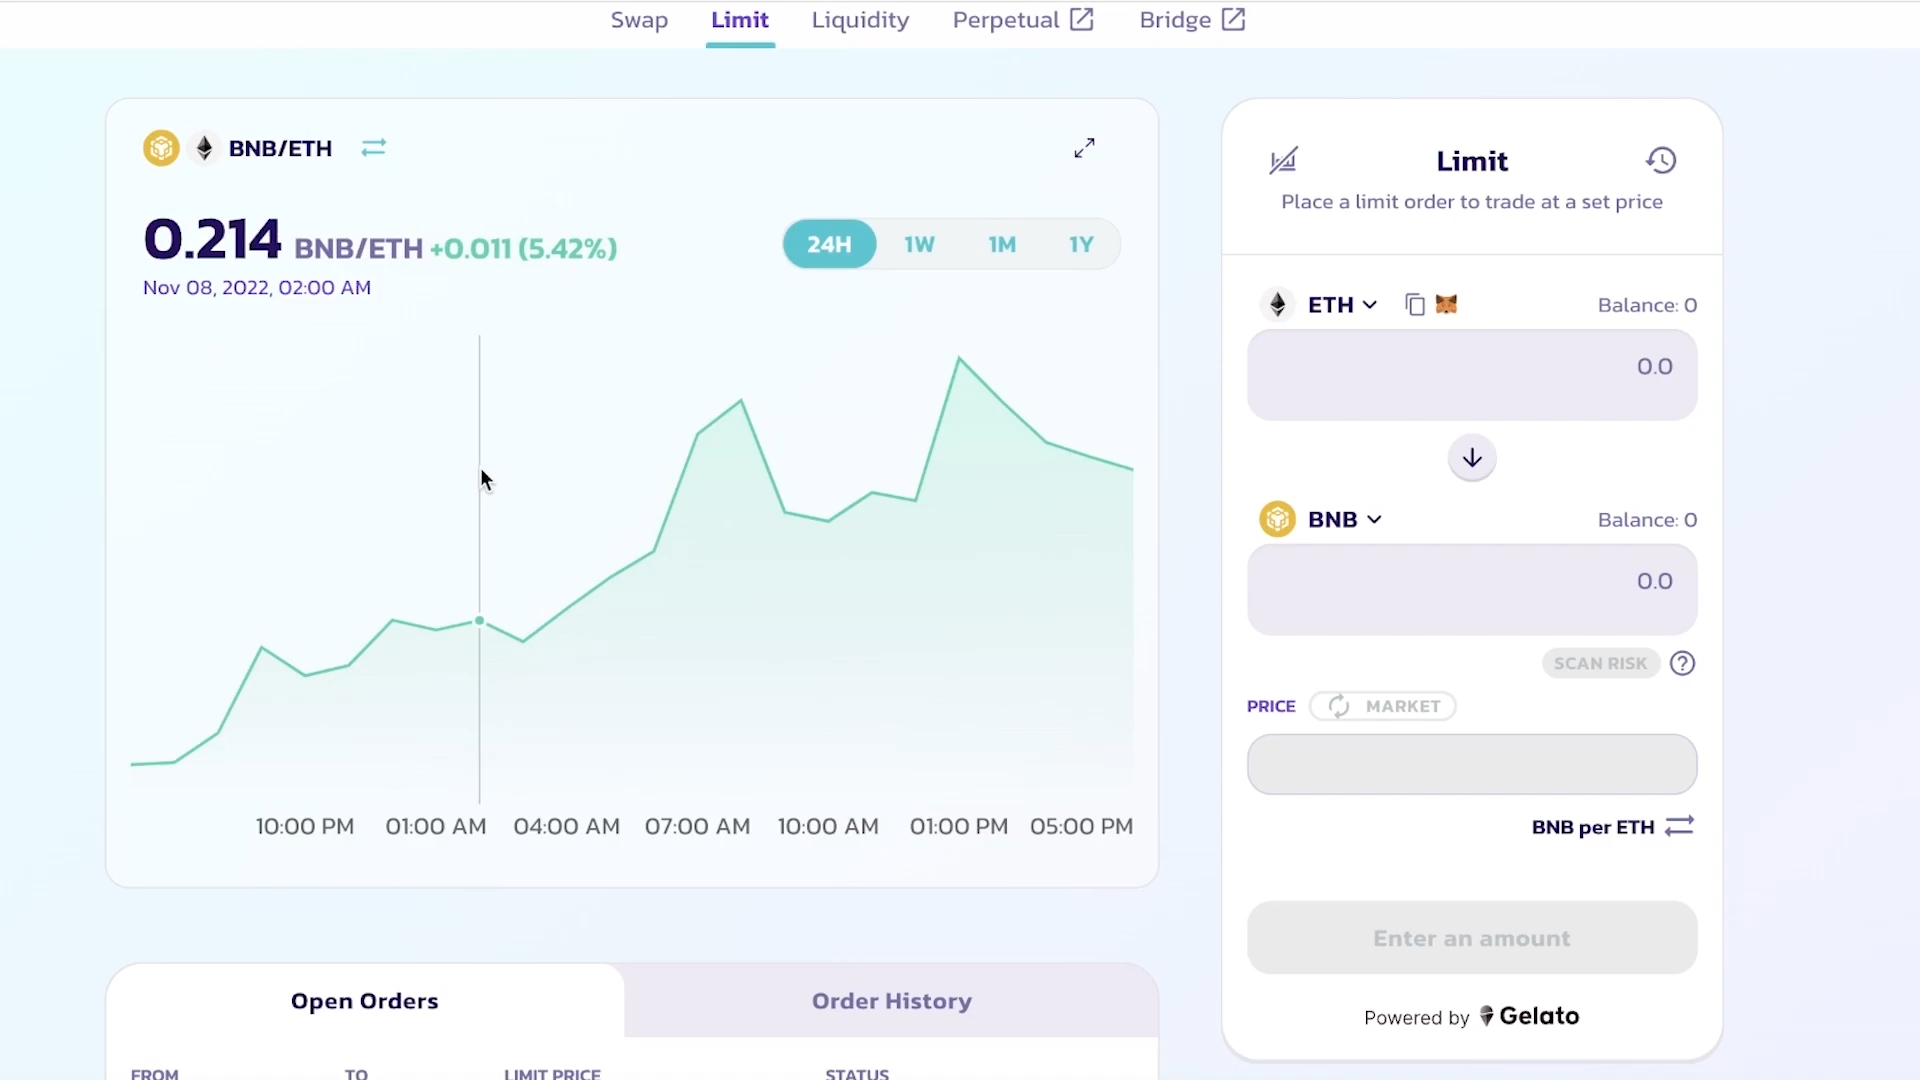 Swap Limit Liquidity Perpetual Bridge
BNB/ETH
0.214 BNB/ETH +0.011 (5.42%)
Nov 08, 2022, 02:00 AM
24H 1W 1M 1Y
10:00 PM 01:00 AM 04:00 AM 07:00 AM 10:00 AM 01:00 PM 05:00 PM
Open Orders Order History
FROM TO LIMIT PRICE STATUS
Limit
Place a limit order to trade at a set price
ETH Balance: 0
0.0
BNB Balance: 0
0.0
SCAN RISK ?
PRICE MARKET
BNB per ETH
Enter an amount
Powered by Gelato